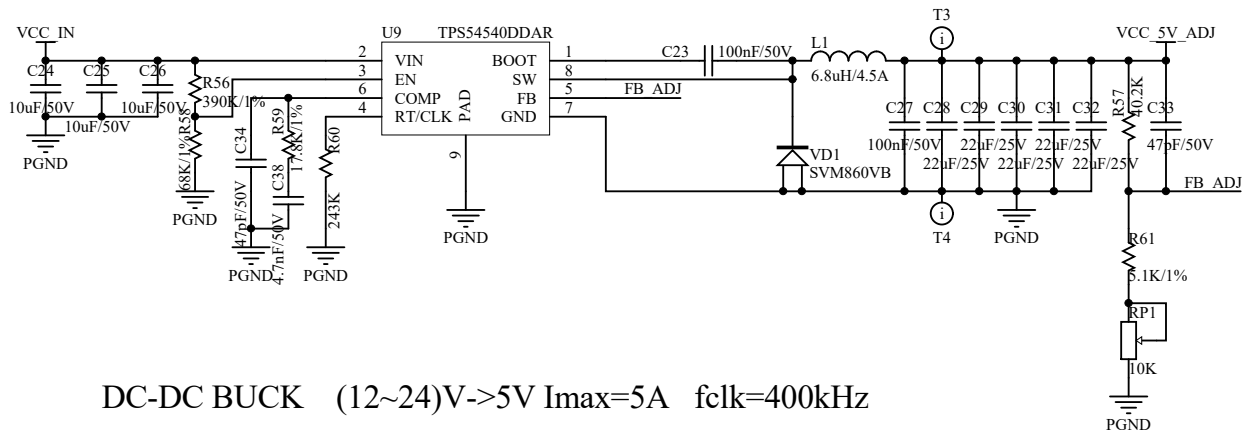 U9 TPS54540DDAR
T3
i
VCC_IN
VCC_5V_ADJ
2 VIN BOOT 1
3 EN SW 8
6 COMP FB 5
4 RT/CLK GND 7
PAD
9
PGND
C24
10uF/50V
C25
10uF/50V
C26
10uF/50V
PGND
R56
390K/1%
R58
68K/1%
PGND
C34
47pF/50V
R59
17.8K/1%
C38
4.7nF/50V
PGND
R60
243K
PGND
C23 100nF/50V
L1
6.8uH/4.5A
FB_ADJ
VD1
SVM860VB
C27
100nF/50V
C28
22uF/25V
C29
22uF/25V
C30
22uF/25V
C31
22uF/25V
C32
22uF/25V
i
T4
PGND
R57
40.2K
C33
47pF/50V
FB_ADJ
R61
5.1K/1%
RP1
10K
PGND
DC-DC BUCK (12~24)V->5V Imax=5A fclk=400kHz